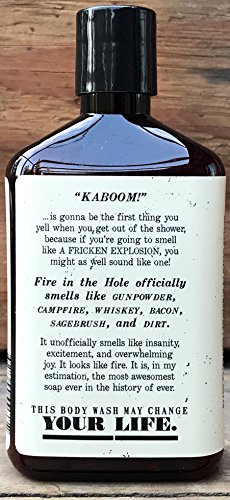 "KABOOM!"
...is gonna be the first thing you
yell when you get out of the shower,
because if you're going to smell
like A FRICKEN EXPLOSION, you
might as well sound like one!
Fire in the Hole officially
smells like GUNPOWDER,
CAMPFIRE, WHISKEY, BACON,
SAGEBRUSH, and DIRT.
It unofficially smells like insanity,
excitement, and overwhelming
joy. It looks like fire. It is, in my
estimation, the most awesomest
soap ever in the history of ever.
THIS BODY WASH MAY CHANGE
YOUR LIFE.